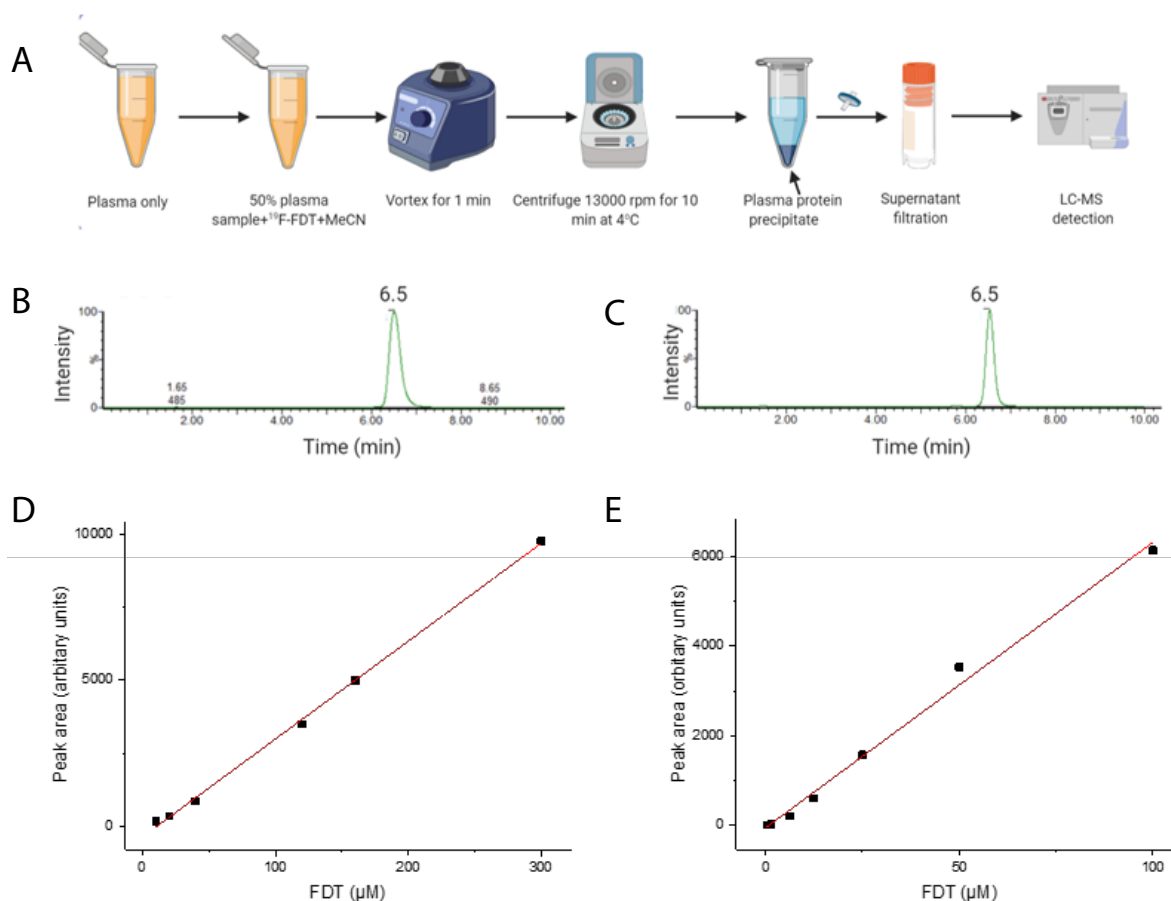 A
Plasma only
50% plasma
sample+¹⁹F-FDT+MeCN
Vortex for 1 min
Centrifuge 13000 rpm for 10
min at 4°C
Plasma protein
precipitate
Supernatant
filtration
LC-MS
detection
B
6.5
100
%
0
1.65
485
8.65
490
2.00
4.00
6.00
8.00
10.00
Intensity
Time (min)
C
6.5
00
%
0
2.00
4.00
6.00
8.00
10.00
Intensity
Time (min)
D
10000
5000
0
0
100
200
300
Peak area (arbitary units)
FDT (µM)
E
6000
4000
2000
0
0
50
100
Peak area (orbitary units)
FDT (µM)